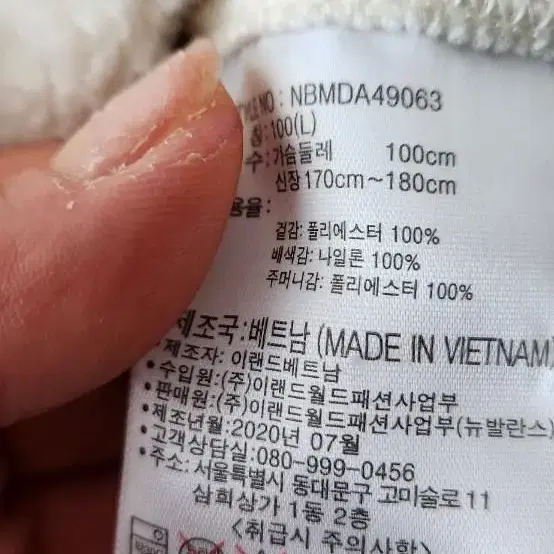 NO : NBMDA49063
칭: 100(L)
수: 가슴둘레 100cm
신장 170cm~180cm
용율:
겉감: 폴리에스터 100%
배색감: 나일론 100%
주머니감: 폴리에스터 100%
제조국:베트남 (MADE IN VIETNAM)
• 제조자: 이랜드베트남
• 수입원:(주)이랜드월드패션사업부
• 판매원:(주)이랜드월드패션사업부(뉴발란스)
• 제조년월:2020년 07월
• 고객상담실:080-999-0456
• 주소: 서울특별시 동대문구 고미술로 11
삼희상가 1동 2층
<취급시 주의사항>